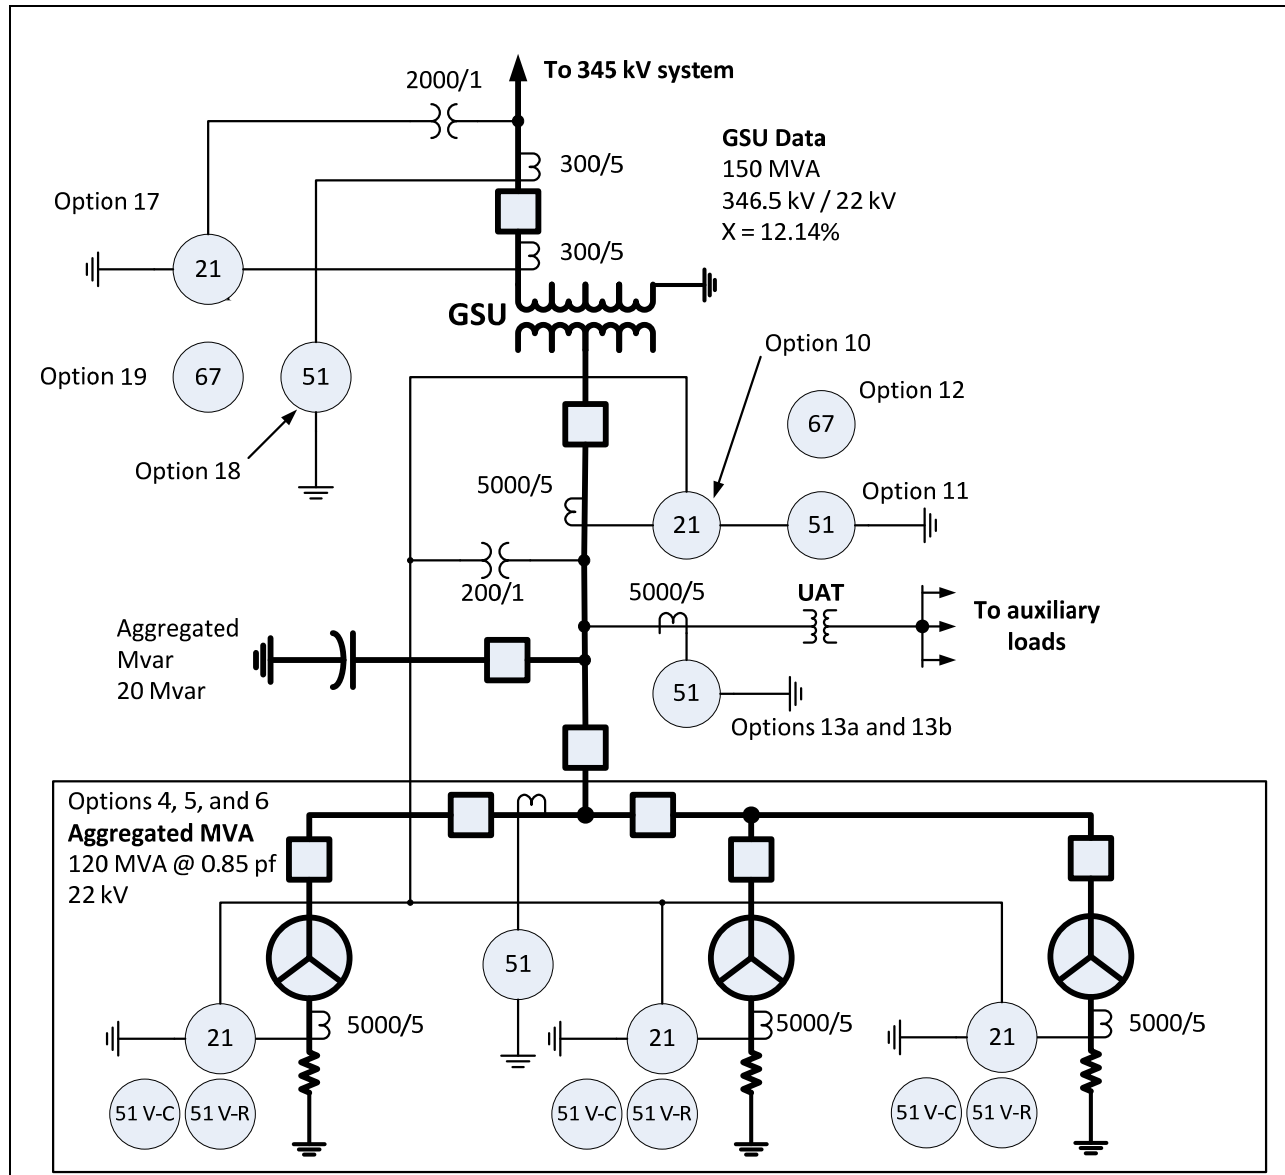 To 345 kV system
2000/1
GSU Data
150 MVA
346.5 kV / 22 kV
X = 12.14%
300/5
Option 17
300/5
21
GSU
Option 10
Option 19
67
51
Option 12
67
Option 18
5000/5
Option 11
21
51
200/1
5000/5
UAT
To auxiliary
loads
Aggregated
Mvar
20 Mvar
51
Options 13a and 13b
Options 4, 5, and 6
Aggregated MVA
120 MVA @ 0.85 pf
22 kV
51
21
5000/5
21
5000/5
21
5000/5
51 V-C
51 V-R
51 V-C
51 V-R
51 V-C
51 V-R